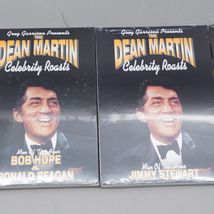 Greg Garrison Presents
THE
DEAN MARTIN
Celebrity Roasts
Man Of The Hour
BOB HOPE
&
RONALD REAGAN
Greg Garrison Presents
THE
DEAN MARTIN
Celebrity Roasts
Man Of The Hour
JIMMY STEWART